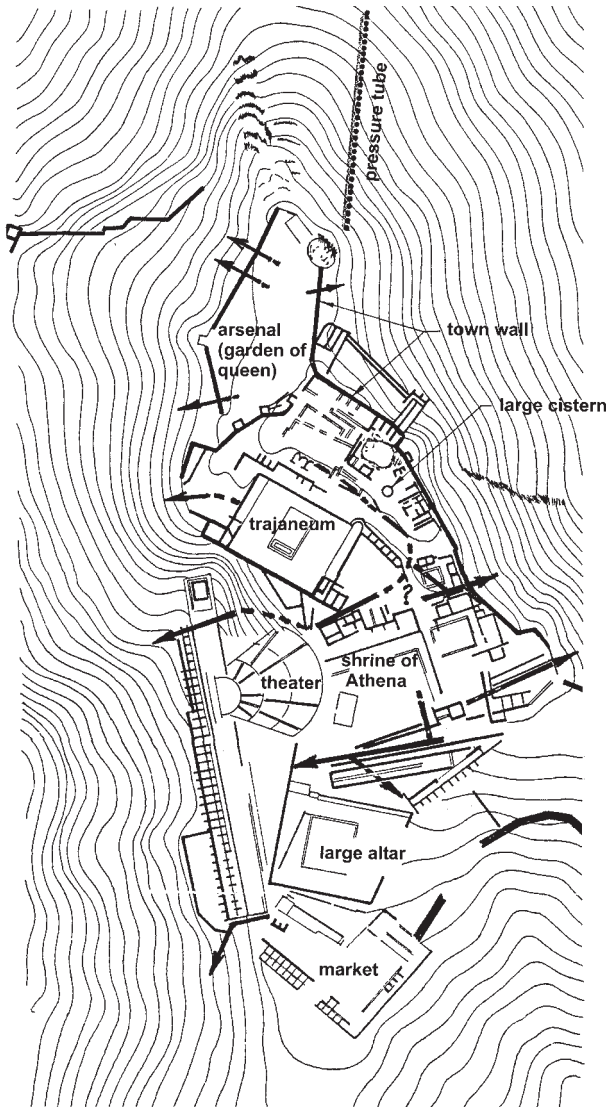 pressure tube
arsenal
(garden of
queen)
town wall
large cistern
trajaneum
?
shrine of
Athena
theater
large altar
market